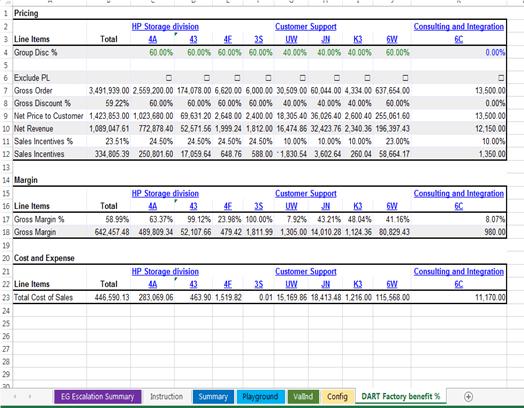 1 Pricing
2 HP Storage division Customer Support Consulting and Integration
3 Line Items Total 4A 43 4F 3S UW JN K3 6W 6C
4 Group Disc % 60.00% 60.00% 60.00% 60.00% 40.00% 40.00% 40.00% 60.00% 0.00%
5
6 Exclude PL
7 Gross Order 3,491,939.00 2,559,200.00 174,078.00 6,620.00 6,000.00 30,509.00 60,044.00 4,334.00 637,654.00 13,500.00
8 Gross Discount % 59.22% 60.00% 60.00% 60.00% 60.00% 40.00% 40.00% 40.00% 60.00% 0.00%
9 Net Price to Customer 1,423,853.00 1,023,680.00 69,631.20 2,648.00 2,400.00 18,305.40 36,026.40 2,600.40 255,061.60 13,500.00
10 Net Revenue 1,089,047.61 772,878.40 52,571.56 1,999.24 1,812.00 16,474.86 32,423.76 2,340.36 196,397.43 12,150.00
11 Sales Incentives % 23.51% 24.50% 24.50% 24.50% 24.50% 10.00% 10.00% 10.00% 23.00% 10.00%
12 Sales Incentives 334,805.39 250,801.60 17,059.64 648.76 588.00 1,830.54 3,602.64 260.04 58,664.17 1,350.00
13
14 Margin
15 HP Storage division Customer Support Consulting and Integration
16 Line Items Total 4A 43 4F 3S UW JN K3 6W 6C
17 Gross Margin % 58.99% 63.37% 99.12% 23.98% 100.00% 7.92% 43.21% 48.04% 41.16% 8.07%
18 Gross Margin 642,457.48 489,809.34 52,107.66 479.42 1,811.99 1,305.00 14,010.28 1,124.36 80,829.43 980.00
19
20 Cost and Expense
21 HP Storage division Customer Support Consulting and Integration
22 Line Items Total 4A 43 4F 3S UW JN K3 6W 6C
23 Total Cost of Sales 446,590.13 283,069.06 463.90 1,519.82 0.01 15,169.86 18,413.48 1,216.00 115,568.00 11,170.00
24
25
26
27
28
29
EG Escalation Summary Instruction Summary Playground ValInd Config DART Factory benefit %